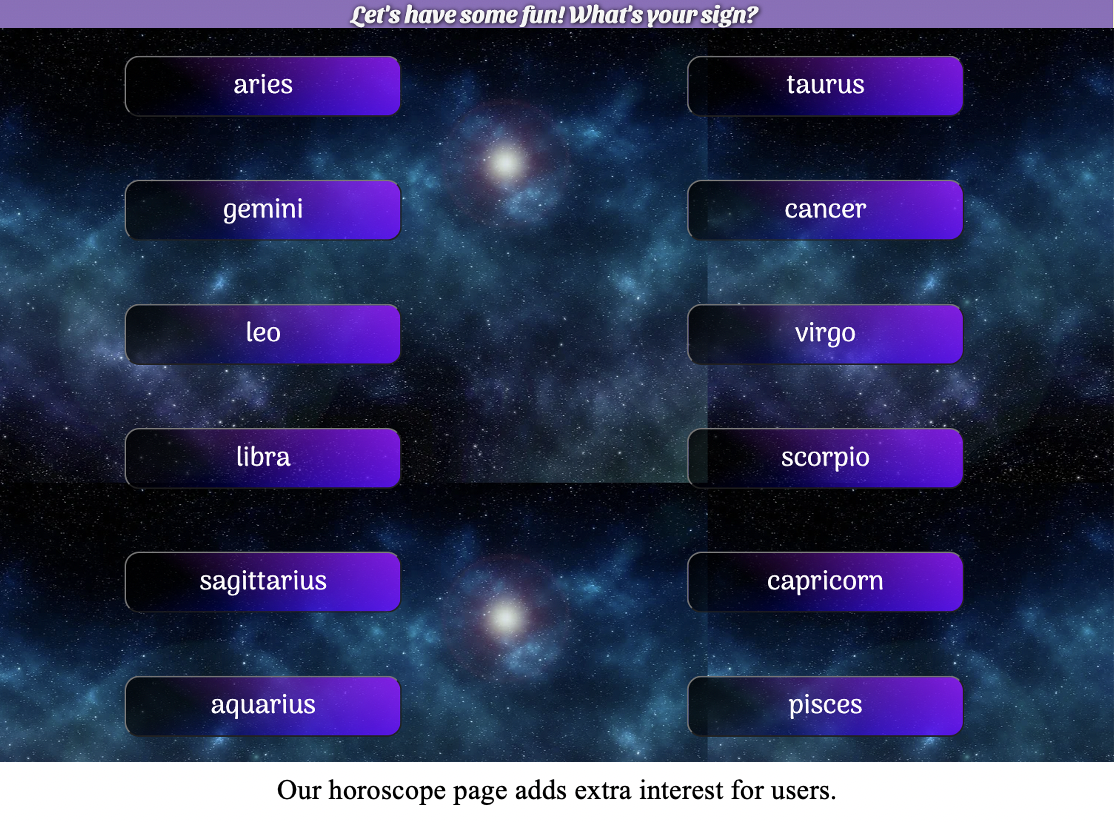 Let's have some fun! What's your sign?
aries
taurus
gemini
cancer
leo
virgo
libra
scorpio
sagittarius
capricorn
aquarius
pisces
Our horoscope page adds extra interest for users.